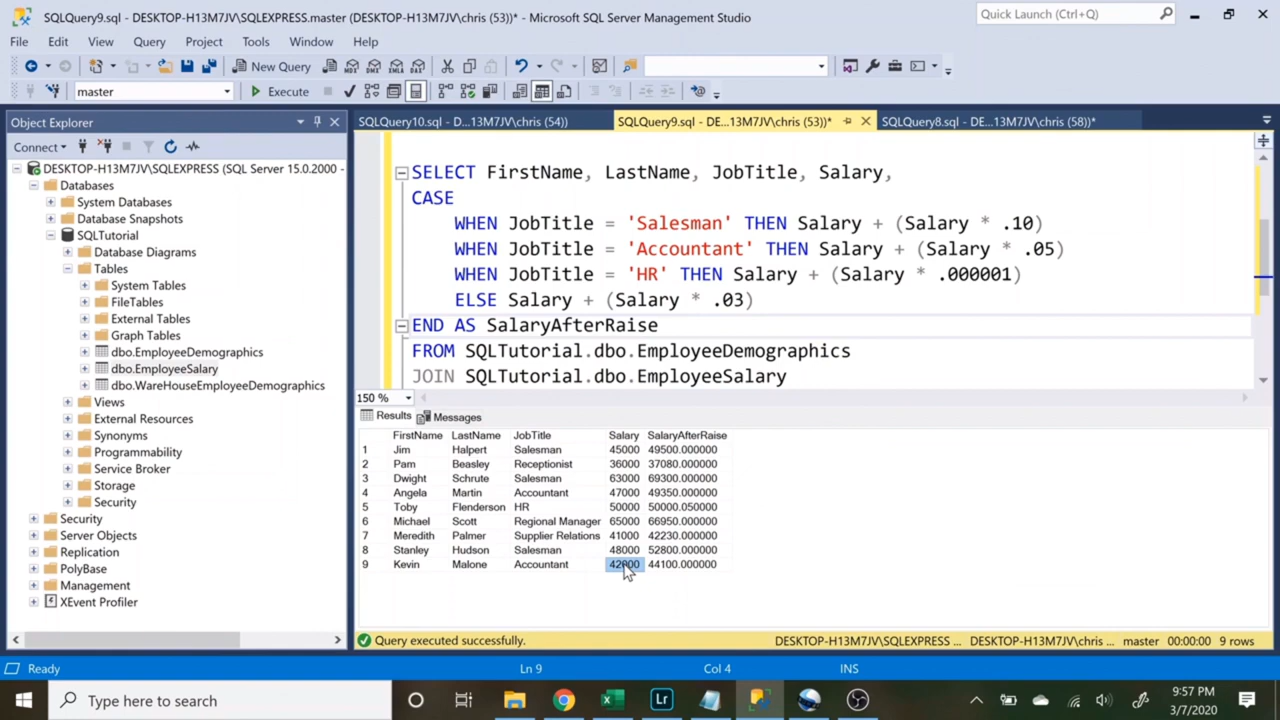 SQLQuery9.sql - DESKTOP-H13M7JV\SQLEXPRESS.master (DESKTOP-H13M7JV\chris (53))* - Microsoft SQL Server Management Studio
Quick Launch (Ctrl+Q)
File Edit View Query Project Tools Window Help
New Query MDX DMX XMLA DAX
master Execute
Object Explorer
SQLQuery10.sql - D...13M7JV\chris (54)) SQLQuery9.sql - DE...13M7JV\chris (53))* SQLQuery8.sql - DE...13M7JV\chris (58))*
Connect
DESKTOP-H13M7JV\SQLEXPRESS (SQL Server 15.0.2000 -
Databases
System Databases
Database Snapshots
SQLTutorial
Database Diagrams
Tables
System Tables
FileTables
External Tables
Graph Tables
dbo.EmployeeDemographics
dbo.EmployeeSalary
dbo.WareHouseEmployeeDemographics
Views
External Resources
Synonyms
Programmability
Service Broker
Storage
Security
Security
Server Objects
Replication
PolyBase
Management
XEvent Profiler
SELECT FirstName, LastName, JobTitle, Salary,
CASE
WHEN JobTitle = 'Salesman' THEN Salary + (Salary * .10)
WHEN JobTitle = 'Accountant' THEN Salary + (Salary * .05)
WHEN JobTitle = 'HR' THEN Salary + (Salary * .000001)
ELSE Salary + (Salary * .03)
END AS SalaryAfterRaise
FROM SQLTutorial.dbo.EmployeeDemographics
JOIN SQLTutorial.dbo.EmployeeSalary
150 %
Results Messages
FirstName LastName JobTitle Salary SalaryAfterRaise
1 Jim Halpert Salesman 45000 49500.000000
2 Pam Beasley Receptionist 36000 37080.000000
3 Dwight Schrute Salesman 63000 69300.000000
4 Angela Martin Accountant 47000 49350.000000
5 Toby Flenderson HR 50000 50000.050000
6 Michael Scott Regional Manager 65000 66950.000000
7 Meredith Palmer Supplier Relations 41000 42230.000000
8 Stanley Hudson Salesman 48000 52800.000000
9 Kevin Malone Accountant 42000 44100.000000
Query executed successfully. DESKTOP-H13M7JV\SQLEXPRESS ... DESKTOP-H13M7JV\chris ... master 00:00:00 9 rows
Ready Ln 9 Col 4 INS
Type here to search
Lr
9:57 PM
3/7/2020